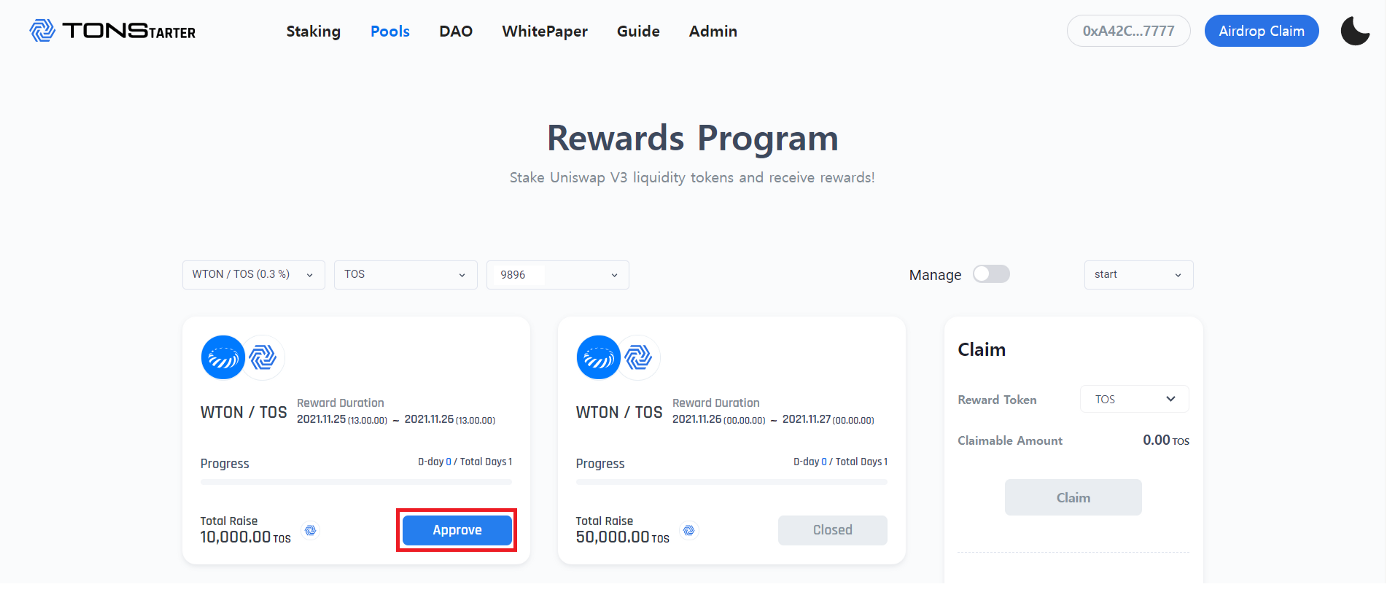 TONSTARTER
Staking
Pools
DAO
WhitePaper
Guide
Admin
0xA42C...7777
Airdrop Claim
Rewards Program
Stake Uniswap V3 liquidity tokens and receive rewards!
WTON / TOS (0.3 %)
TOS
9896
Manage
start
WTON / TOS
Reward Duration
2021.11.25 (13.00.00) ~ 2021.11.26 (13.00.00)
Progress
D-day 0 / Total Days 1
Total Raise
10,000.00 TOS
Approve
WTON / TOS
Reward Duration
2021.11.26 (00.00.00) ~ 2021.11.27 (00.00.00)
Progress
D-day 0 / Total Days 1
Total Raise
50,000.00 TOS
Closed
Claim
Reward Token
TOS
Claimable Amount
0.00 TOS
Claim